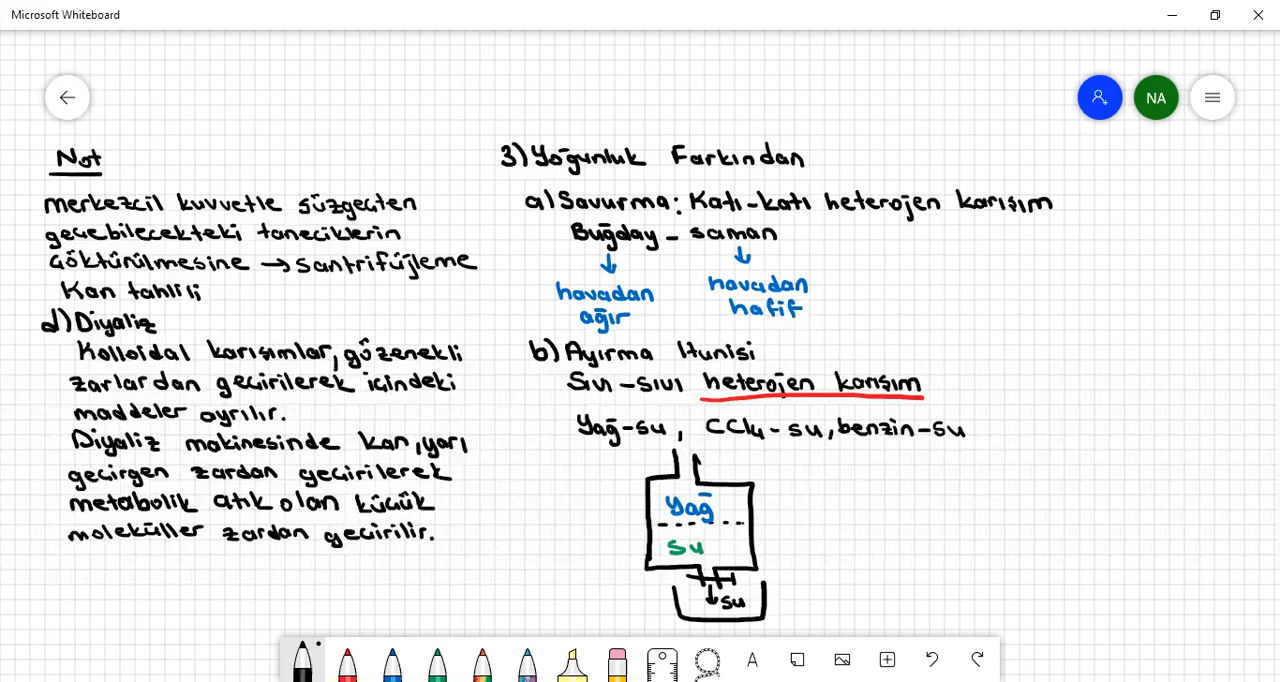 Microsoft Whiteboard
NA
Not
merkezcil kuvvetle süzgeçten
geçebilecekteki taneciklerin
çöktürülmesine → santrifüjleme
Kan tahlili
d) Diyaliz
Kolloidal karışımlar, gözenekli
zarlardan geçirilerek içindeki
maddeler ayrılır.
Diyaliz makinesinde kan, yarı
geçirgen zardan geçirilerek
metabolik atık olan küçük
moleküller zardan geçirilir.
3) Yoğunluk Farkından
a) Savurma: Katı-katı heterojen karışım
Buğday - saman
havadan ağır
havadan hafif
b) Ayırma Hunisi
Sıvı-sıvı heterojen karışım
Yağ-su, CCl4-su, benzin-su
yağ
su
su
A